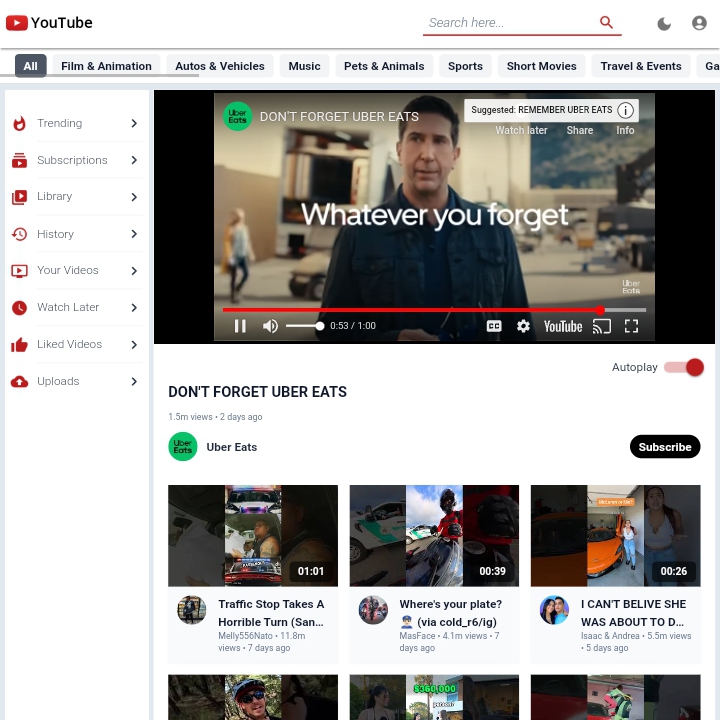 YouTube
Search here...
All
Film & Animation
Autos & Vehicles
Music
Pets & Animals
Sports
Short Movies
Travel & Events
Ga
Trending
Subscriptions
Library
History
Your Videos
Watch Later
Liked Videos
Uploads
Uber Eats
DON'T FORGET UBER EATS
Suggested: REMEMBER UBER EATS
Watch later
Share
Info
Whatever you forget
Uber
Eats
0:53 / 1:00
CC
YouTube
Autoplay
DON'T FORGET UBER EATS
1.5m views • 2 days ago
Uber
Eats
Uber Eats
Subscribe
01:01
00:39
00:26
Traffic Stop Takes A
Horrible Turn (San...
Melly556Nato • 11.8m
views • 7 days ago
Where's your plate?
(via cold_r6/ig)
MasFace • 4.1m views • 7
days ago
I CAN'T BELIVE SHE
WAS ABOUT TO D...
Isaac & Andrea • 5.5m views
• 5 days ago
$360,000